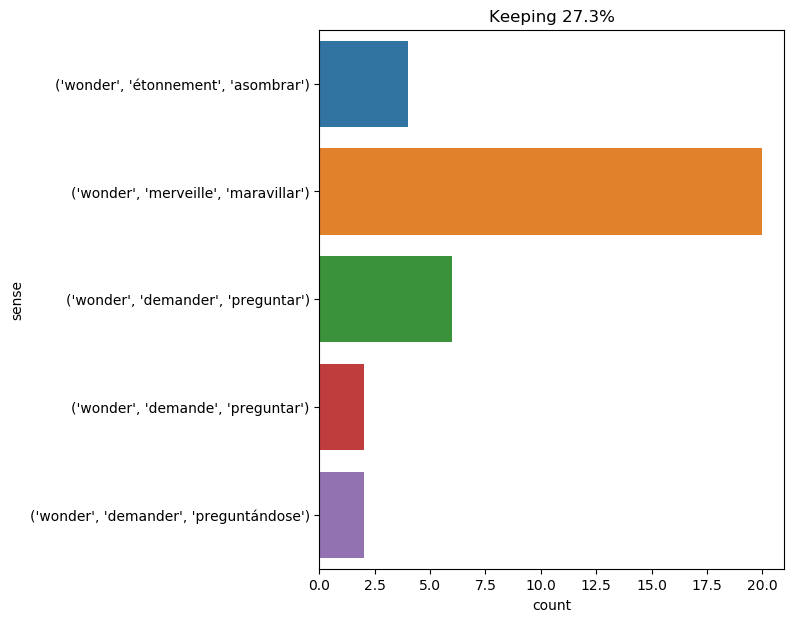 Keeping 27.3%
('wonder', 'étonnement', 'asombrar')
('wonder', 'merveille', 'maravillar')
('wonder', 'demander', 'preguntar')
('wonder', 'demande', 'preguntar')
('wonder', 'demander', 'preguntándose')
sense
0.0 2.5 5.0 7.5 10.0 12.5 15.0 17.5 20.0
count